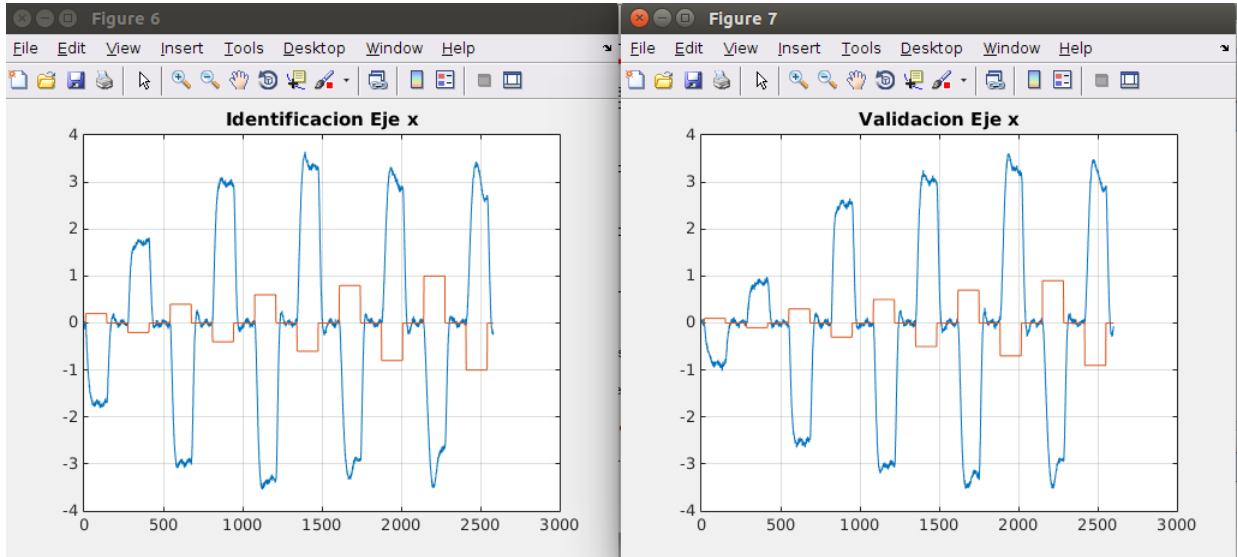 Figure 6
File Edit View Insert Tools Desktop Window Help
Identificacion Eje x
4
3
2
1
0
-1
-2
-3
-4
0 500 1000 1500 2000 2500 3000
Figure 7
File Edit View Insert Tools Desktop Window Help
Validacion Eje x
4
3
2
1
0
-1
-2
-3
-4
0 500 1000 1500 2000 2500 3000